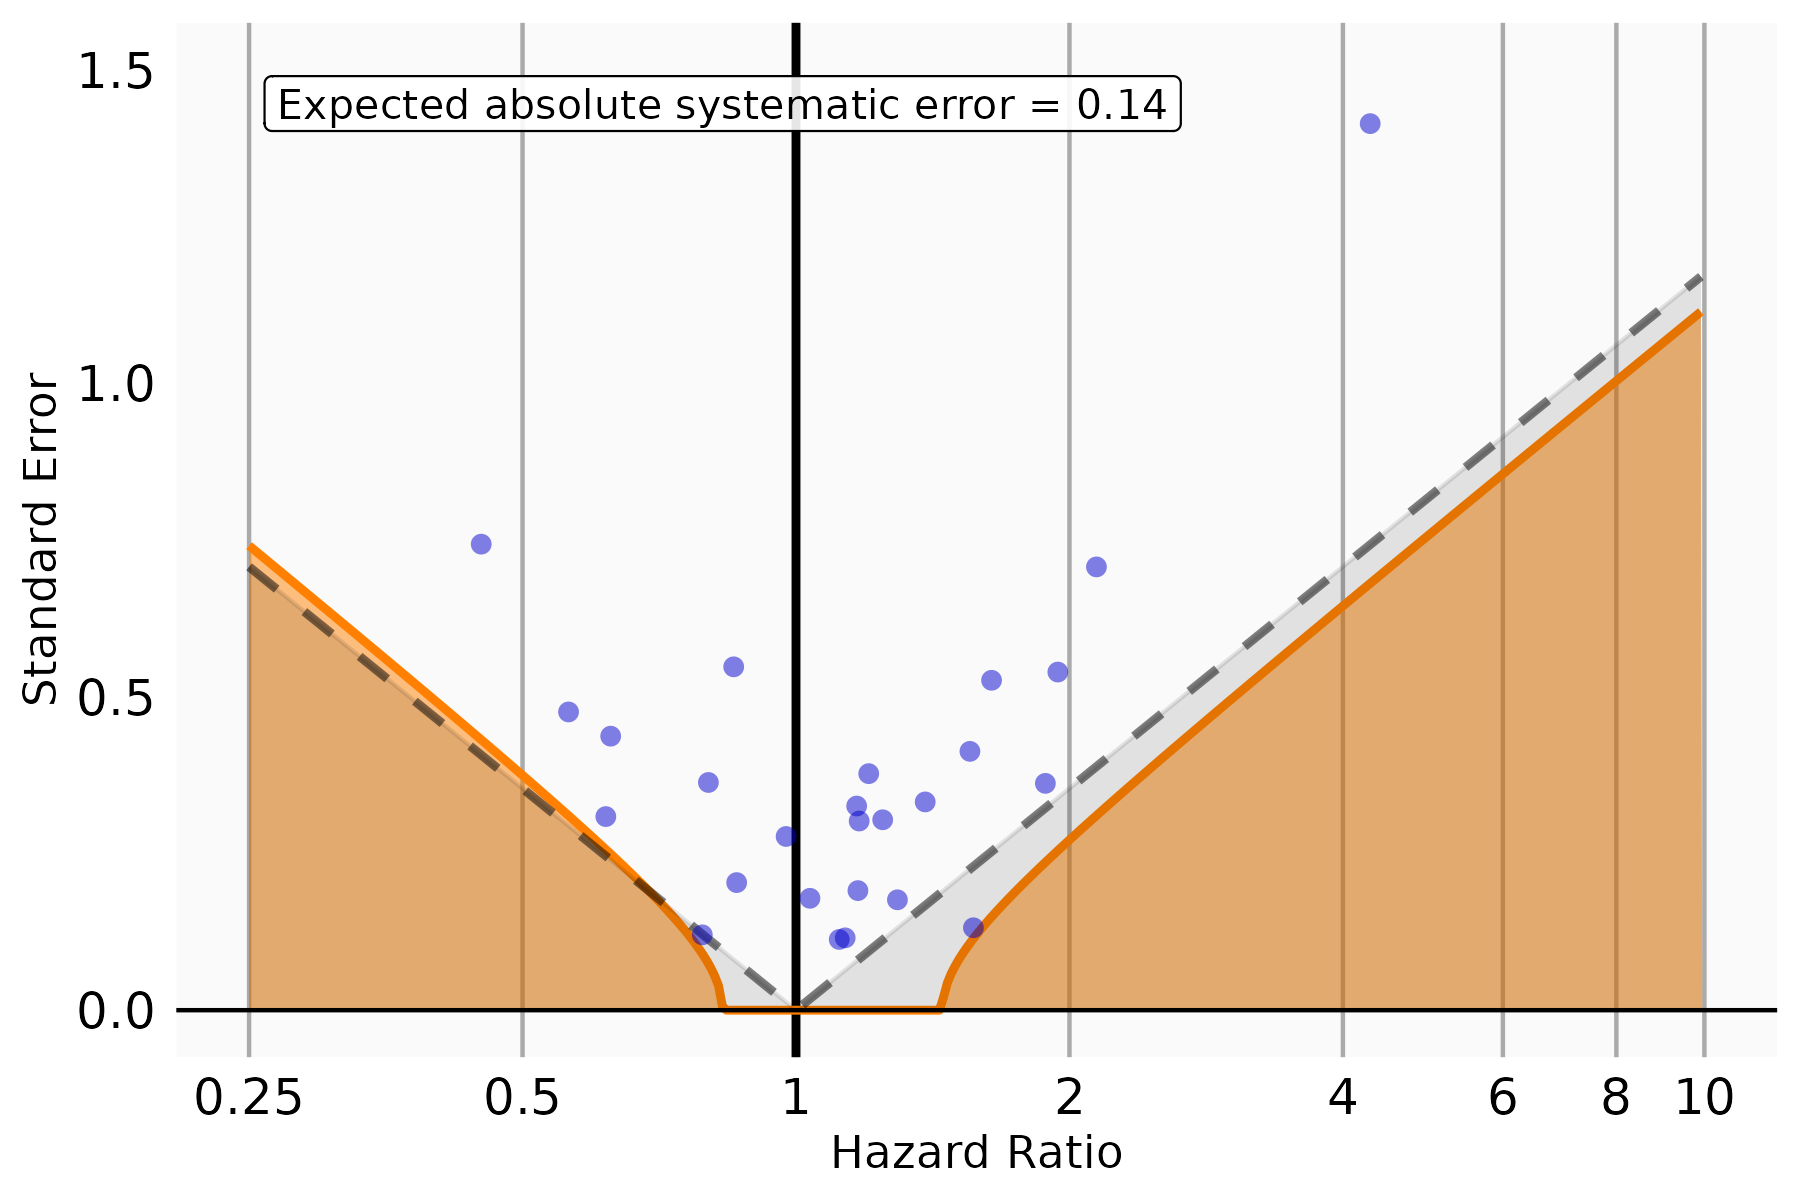 Expected absolute systematic error = 0.14
1.5
1.0
0.5
0.0
Standard Error
0.25 0.5 1 2 4 6 8 10
Hazard Ratio